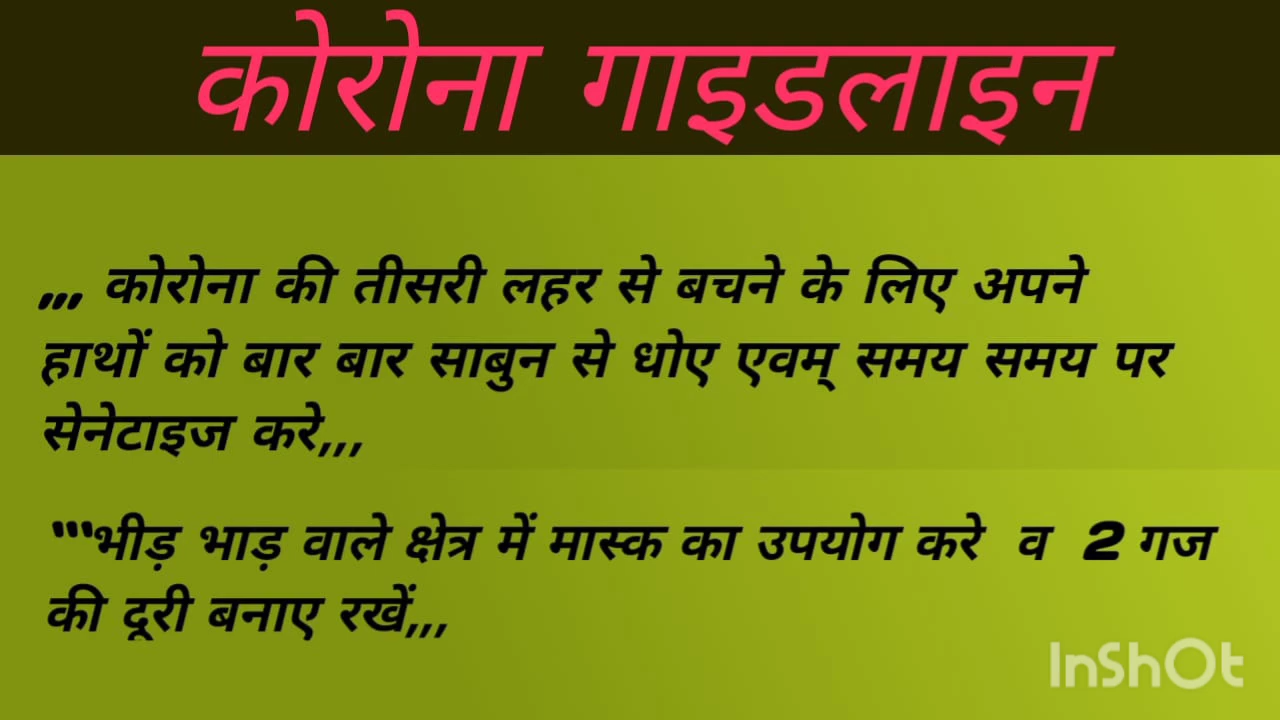 कोरोना गाइडलाइन
,,, कोरोना की तीसरी लहर से बचने के लिए अपने
हाथों को बार बार साबुन से धोए एवम् समय समय पर
सेनेटाइज करे,,,
"'भीड़ भाड़ वाले क्षेत्र में मास्क का उपयोग करे व 2 गज
की दूरी बनाए रखें,,,
InShOt